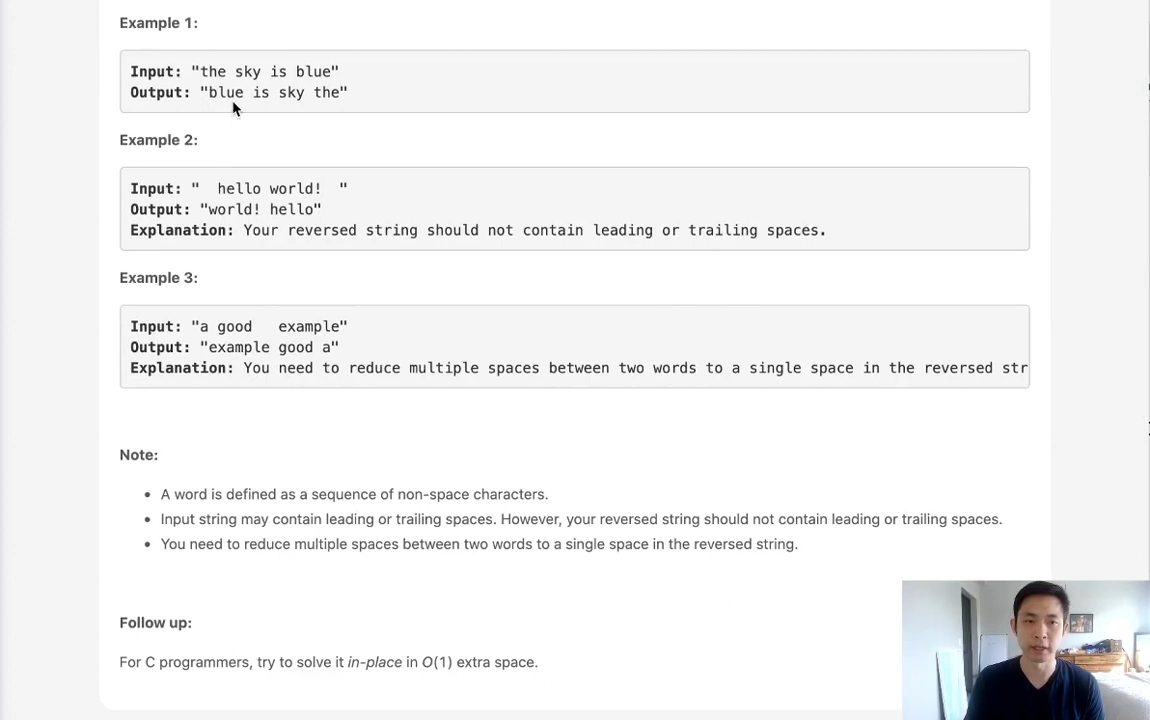 Example 1:
Input: "the sky is blue"
Output: "blue is sky the"
Example 2:
Input: "  hello world!  "
Output: "world! hello"
Explanation: Your reversed string should not contain leading or trailing spaces.
Example 3:
Input: "a good   example"
Output: "example good a"
Explanation: You need to reduce multiple spaces between two words to a single space in the reversed str
Note:
• A word is defined as a sequence of non-space characters.
• Input string may contain leading or trailing spaces. However, your reversed string should not contain leading or trailing spaces.
• You need to reduce multiple spaces between two words to a single space in the reversed string.
Follow up:
For C programmers, try to solve it in-place in O(1) extra space.